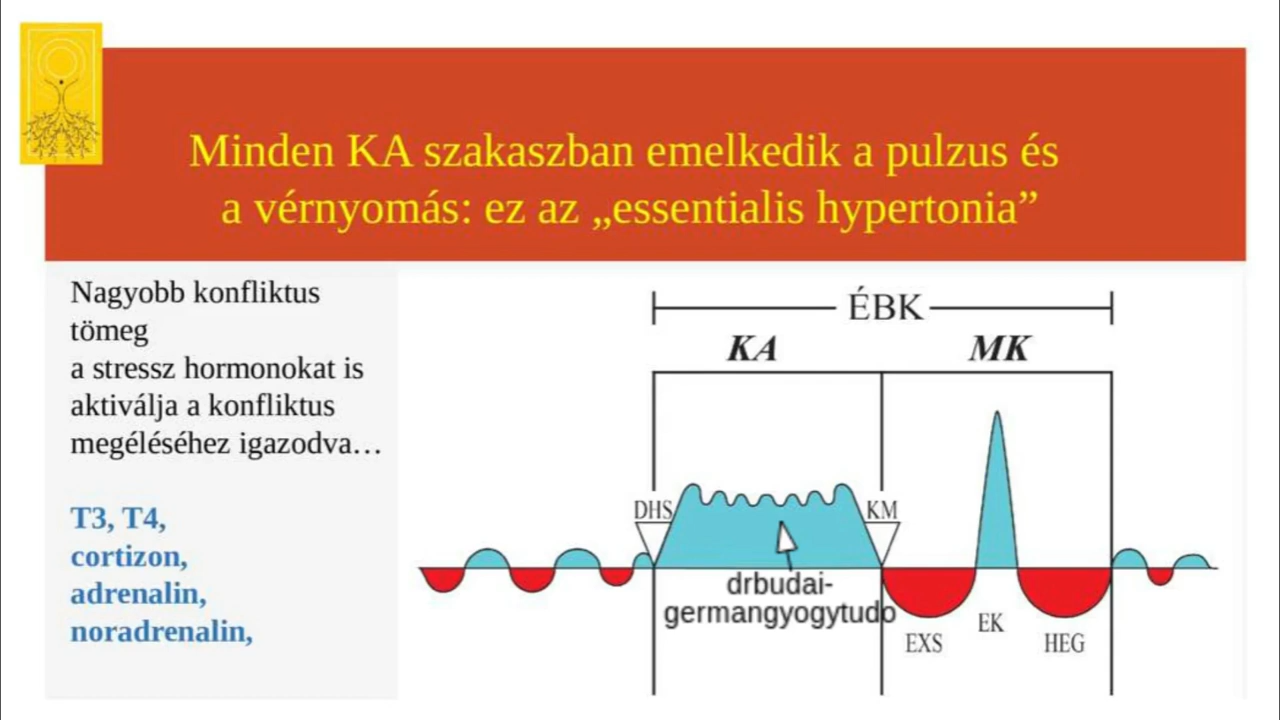 Minden KA szakaszban emelkedik a pulzus és
a vérnyomás: ez az „essentialis hypertonia”
Nagyobb konfliktus
tömeg
a stressz hormonokat is
aktiválja a konfliktus
megéléséhez igazodva…
T3, T4,
cortizon,
adrenalin,
noradrenalin,
ÉBK
KA
MK
DHS
KM
drbudai-
germangyogytudo
EXS
EK
HEG